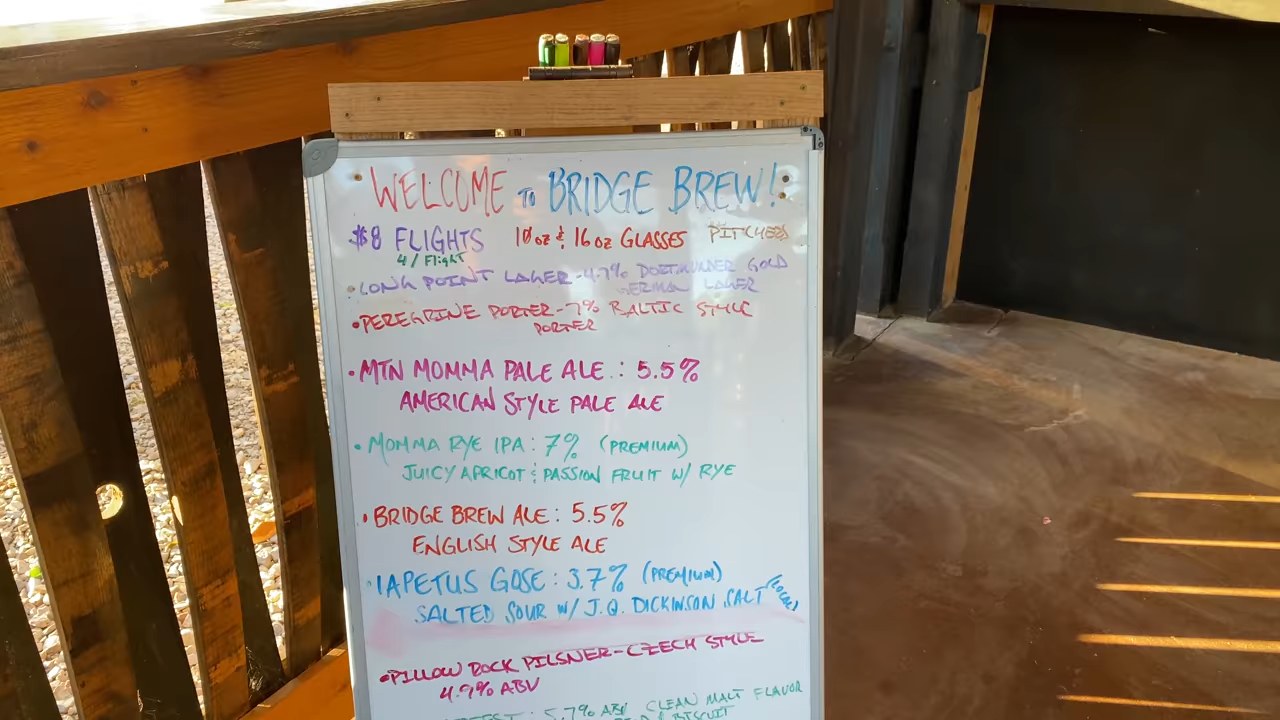 WELCOME TO BRIDGE BREW!
$8 FLIGHTS 10oz & 16oz GLASSES PITCHERS
4/Flight
•LONG POINT LAGER-4.7% DORTMUNDER GOLD
GERMAN LAGER
•PEREGRINE PORTER-7% BALTIC STYLE
PORTER
•MTN MOMMA PALE ALE: 5.5%
AMERICAN STYLE PALE ALE
•MOMMA RYE IPA: 7% (PREMIUM)
JUICY APRICOT & PASSION FRUIT W/ RYE
•BRIDGE BREW ALE: 5.5%
ENGLISH STYLE ALE
•IAPETUS GOSE: 3.7% (PREMIUM)
SALTED SOUR W/ J.Q. DICKINSON SALT (LOCAL)
•PILLOW ROCK PILSNER-CZECH STYLE
4.9% ABV
5.7% ABV CLEAN MALT FLAVOR
BISCUIT